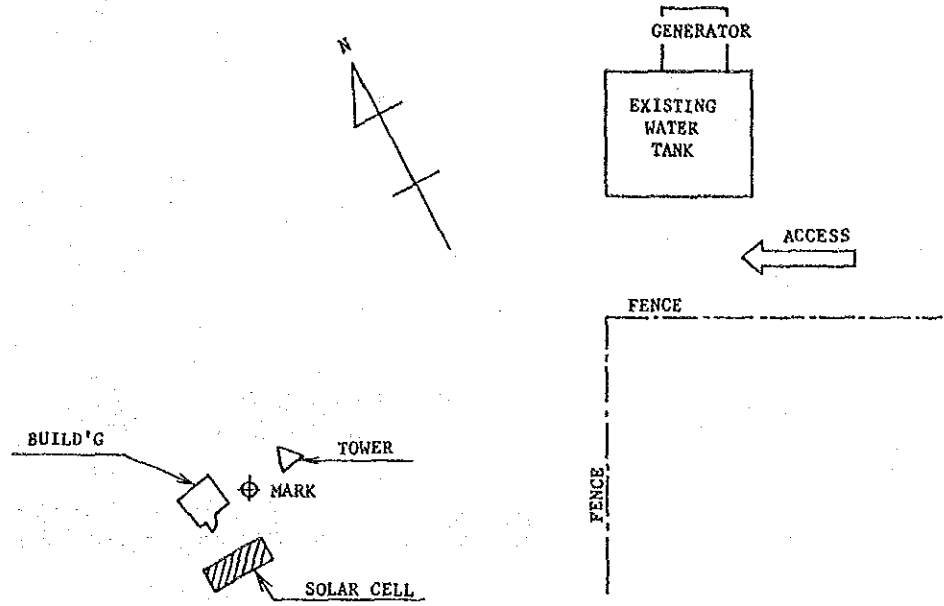 GENERATOR
N
EXISTING
WATER
TANK
ACCESS
FENCE
BUILD'G
TOWER
MARK
FENCE
SOLAR CELL